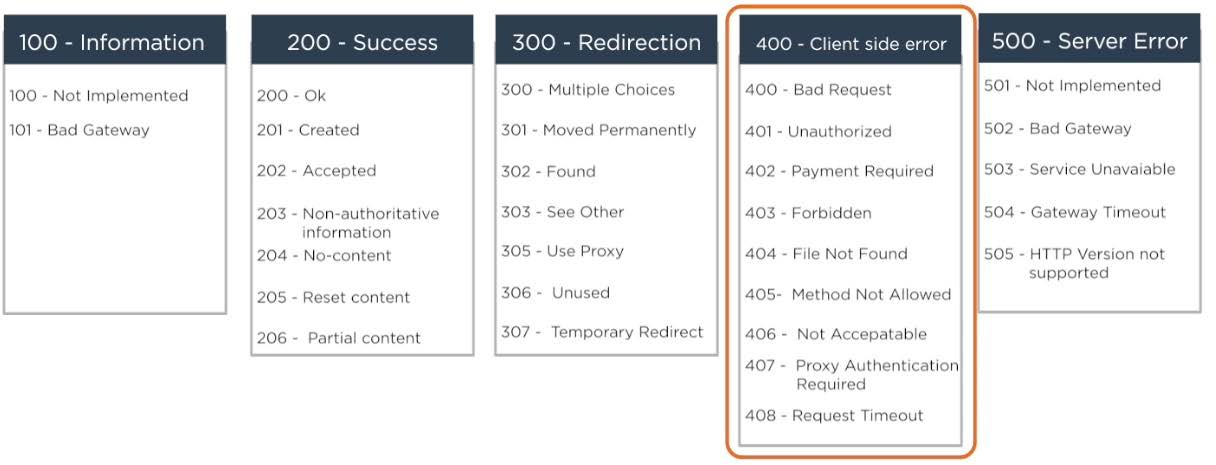 100 - Information
100 - Not Implemented
101 - Bad Gateway
200 - Success
200 - Ok
201 - Created
202 - Accepted
203 - Non-authoritative
information
204 - No-content
205 - Reset content
206 - Partial content
300 - Redirection
300 - Multiple Choices
301 - Moved Permanently
302 - Found
303 - See Other
305 - Use Proxy
306 - Unused
307 - Temporary Redirect
400 - Client side error
400 - Bad Request
401 - Unauthorized
402 - Payment Required
403 - Forbidden
404 - File Not Found
405- Method Not Allowed
406 - Not Accepatable
407 - Proxy Authentication
Required
408 - Request Timeout
500 - Server Error
501 - Not Implemented
502 - Bad Gateway
503 - Service Unavaiable
504 - Gateway Timeout
505 - HTTP Version not
supported